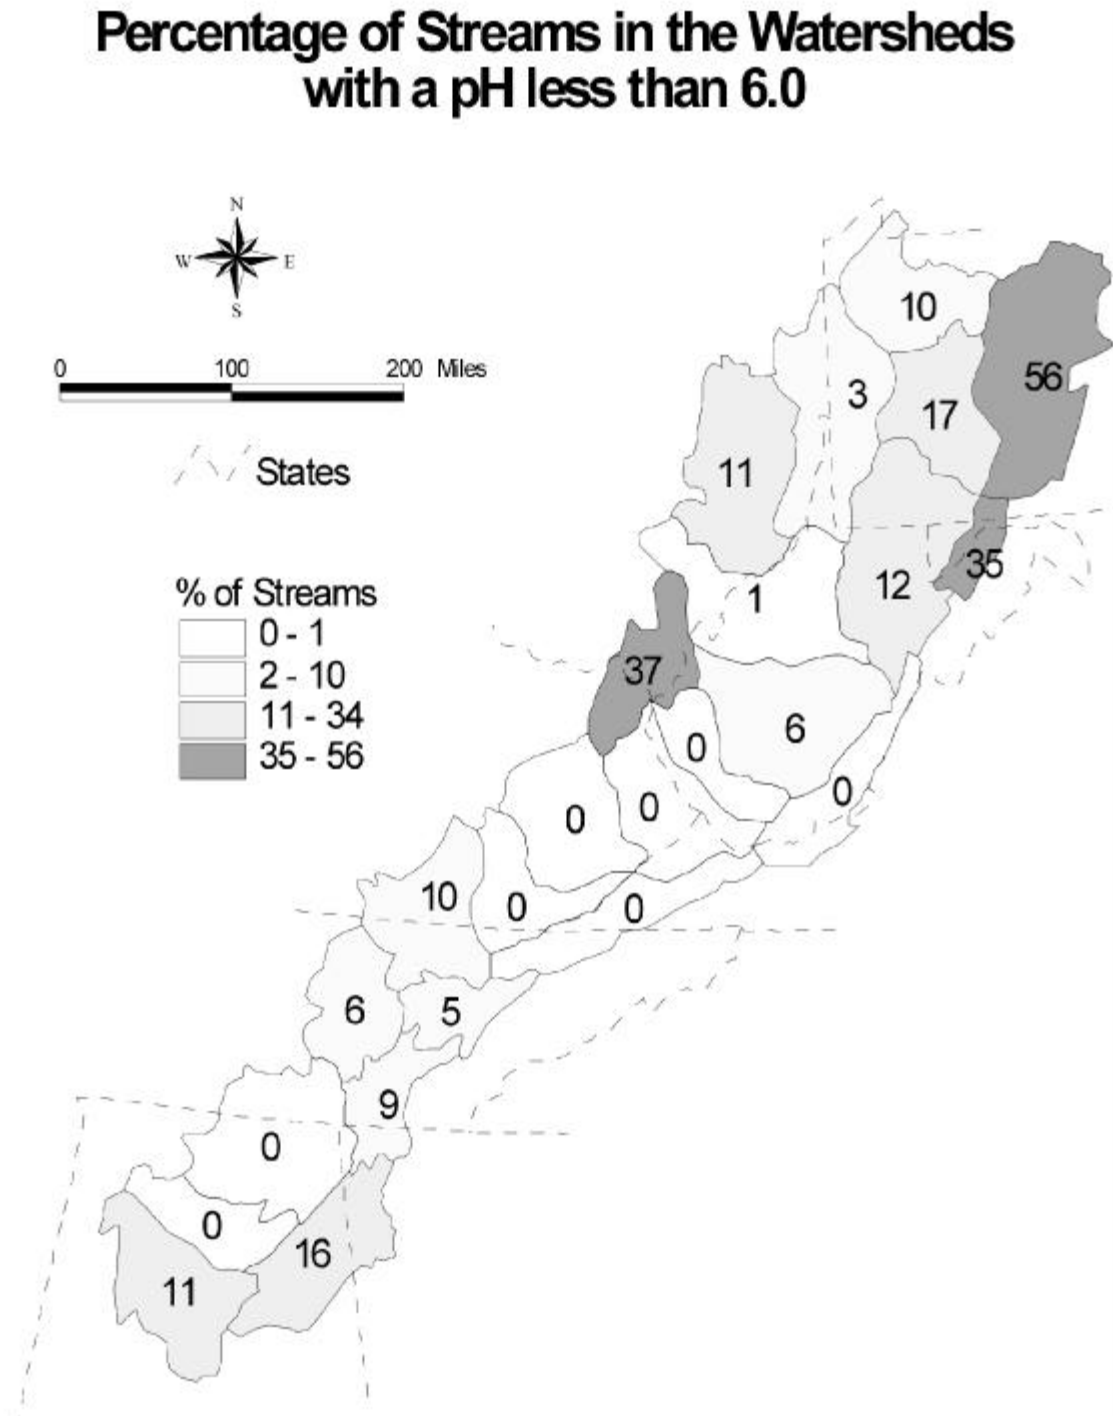 Percentage of Streams in the Watersheds
with a pH less than 6.0
N
W E
S
0 100 200 Miles
States
% of Streams
0 - 1
2 - 10
11 - 34
35 - 56
10
56
3
17
11
35
12
1
37
6
0
0
0
0
10
0
0
6
5
9
0
0
16
11